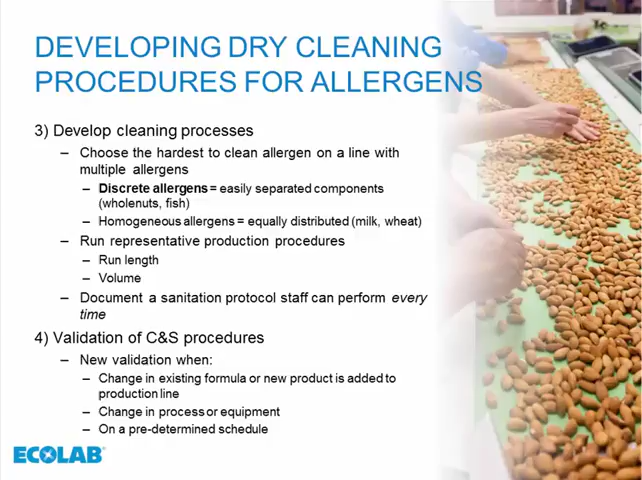 DEVELOPING DRY CLEANING
PROCEDURES FOR ALLERGENS
3) Develop cleaning processes
– Choose the hardest to clean allergen on a line with
multiple allergens
– Discrete allergens = easily separated components
(wholenuts, fish)
– Homogeneous allergens = equally distributed (milk, wheat)
– Run representative production procedures
– Run length
– Volume
– Document a sanitation protocol staff can perform every
time
4) Validation of C&S procedures
– New validation when:
– Change in existing formula or new product is added to
production line
– Change in process or equipment
– On a pre-determined schedule
ECOLAB